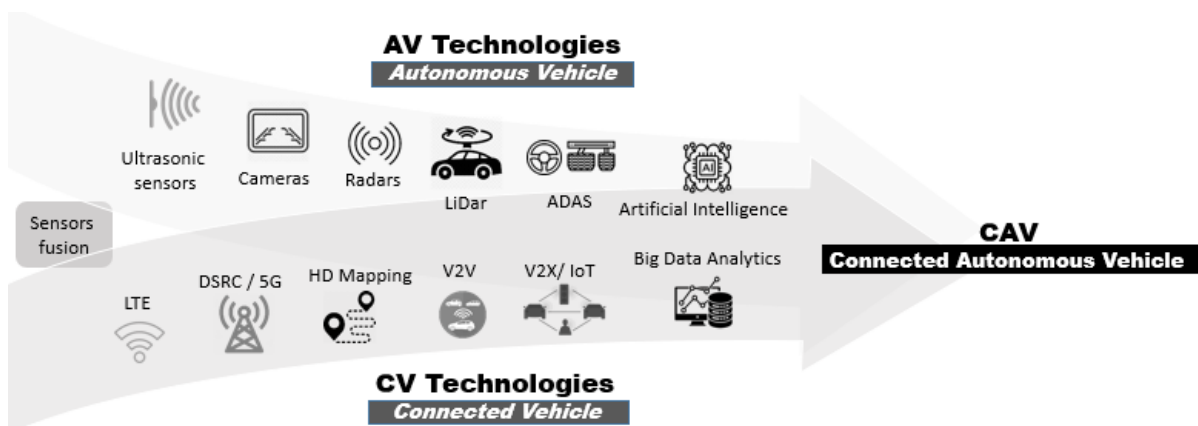 AV Technologies
Autonomous Vehicle
Ultrasonic
sensors
Cameras
Radars
LiDar
ADAS
AI
Artificial Intelligence
Sensors
fusion
CAV
Connected Autonomous Vehicle
LTE
DSRC / 5G
HD Mapping
V2V
V2X/ IoT
Big Data Analytics
CV Technologies
Connected Vehicle